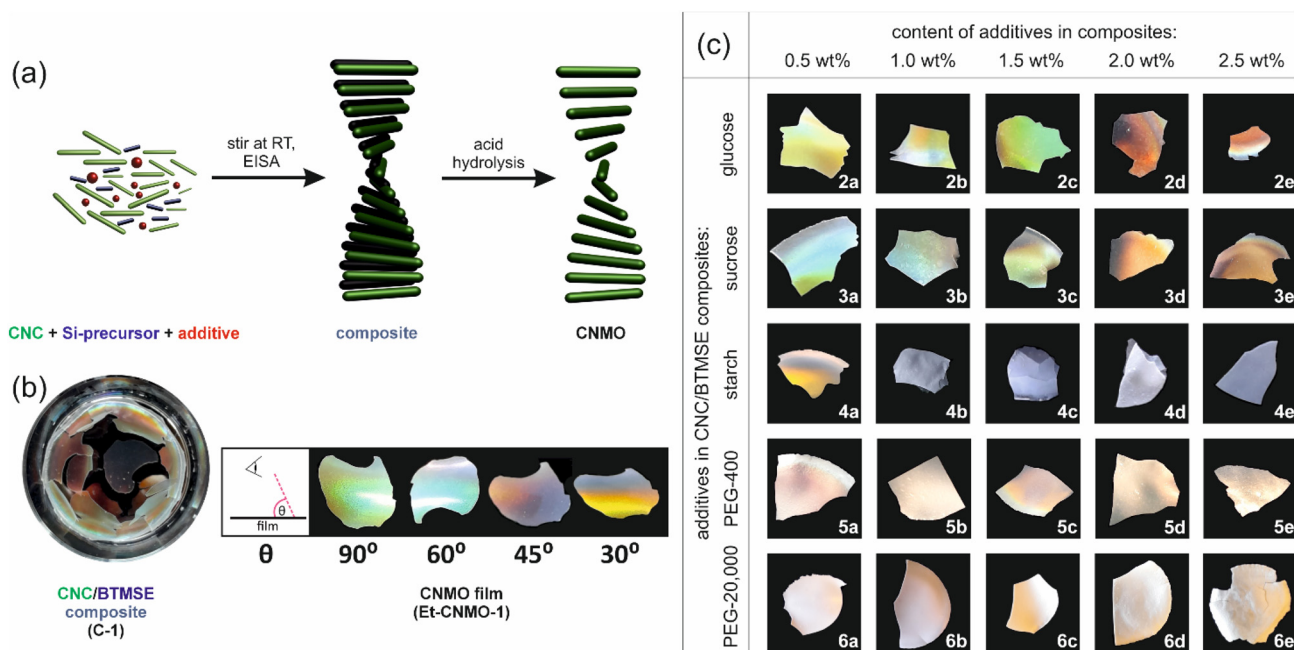 (a)
stir at RT,
EISA
acid
hydrolysis
CNC + Si-precursor + additive
composite
CNMO
(b)
CNC/BTMSE
composite
(C-1)
θ
film
θ 90⁰ 60⁰ 45⁰ 30⁰
CNMO film
(Et-CNMO-1)
(c)
content of additives in composites:
0.5 wt% 1.0 wt% 1.5 wt% 2.0 wt% 2.5 wt%
additives in CNC/BTMSE composites:
glucose
2a 2b 2c 2d 2e
sucrose
3a 3b 3c 3d 3e
starch
4a 4b 4c 4d 4e
PEG-400
5a 5b 5c 5d 5e
PEG-20,000
6a 6b 6c 6d 6e